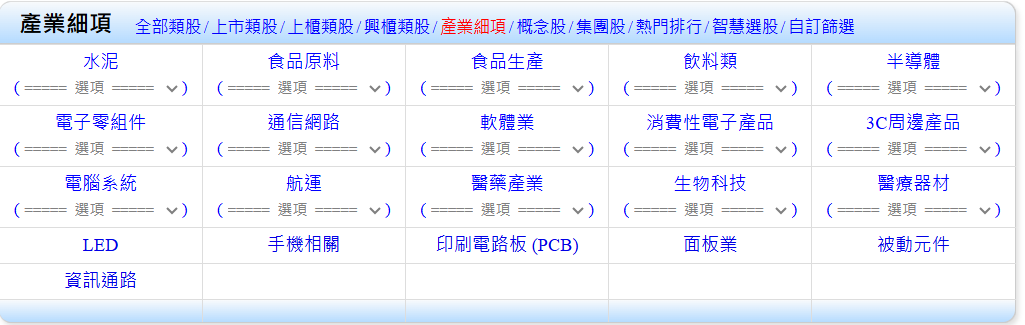 產業細項 全部類股 / 上市類股 / 上櫃類股 / 興櫃類股 / 產業細項 / 概念股 / 集團股 / 熱門排行 / 智慧選股 / 自訂篩選
水泥 食品原料 食品生產 飲料類 半導體
( ===== 選項 ===== ) ( ===== 選項 ===== ) ( ===== 選項 ===== ) ( ===== 選項 ===== ) ( ===== 選項 ===== )
電子零組件 通信網路 軟體業 消費性電子產品 3C周邊產品
( ===== 選項 ===== ) ( ===== 選項 ===== ) ( ===== 選項 ===== ) ( ===== 選項 ===== ) ( ===== 選項 ===== )
電腦系統 航運 醫藥產業 生物科技 醫療器材
( ===== 選項 ===== ) ( ===== 選項 ===== ) ( ===== 選項 ===== ) ( ===== 選項 ===== ) ( ===== 選項 ===== )
LED 手機相關 印刷電路板 (PCB) 面板業 被動元件
資訊通路